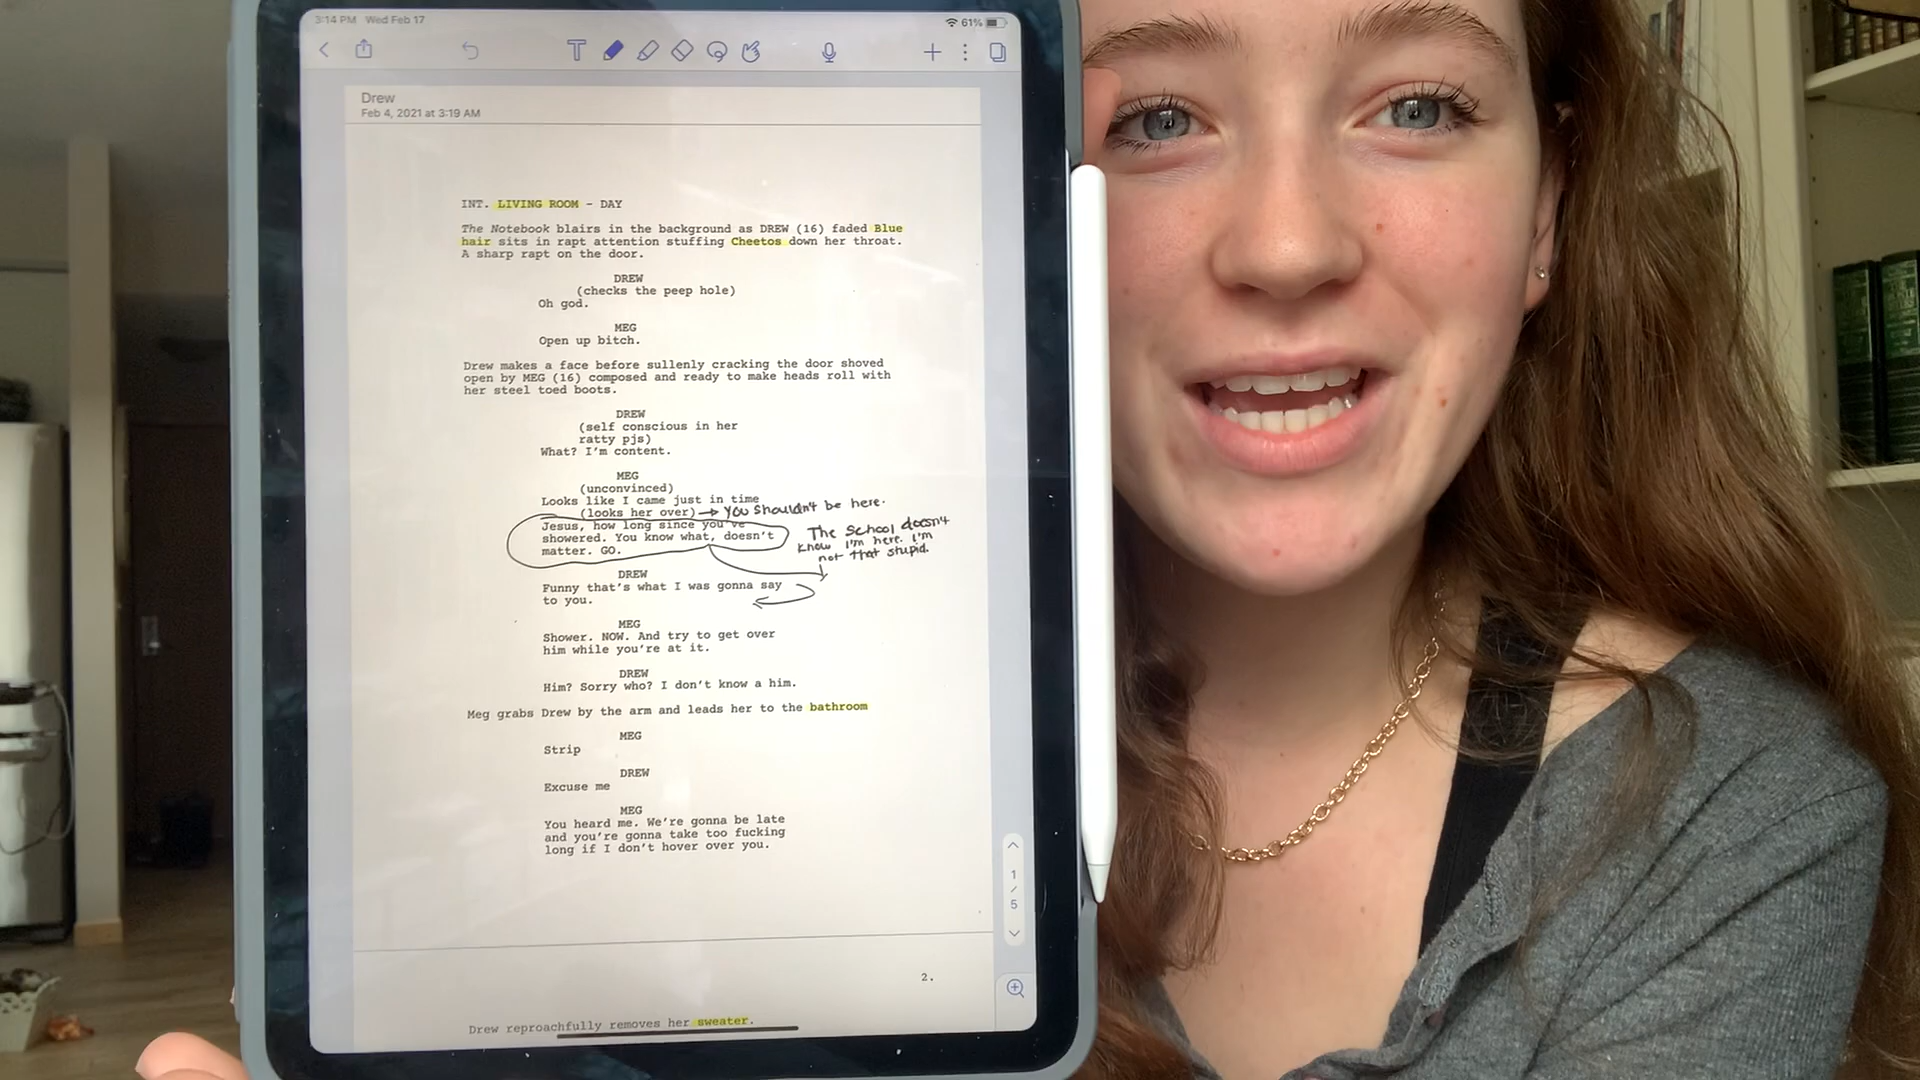 3:14 PM Wed Feb 17
61%
Drew
Feb 4, 2021 at 3:19 AM
INT. LIVING ROOM - DAY
The Notebook blairs in the background as DREW (16) faded Blue
hair sits in rapt attention stuffing Cheetos down her throat.
A sharp rapt on the door.
DREW
(checks the peep hole)
Oh god.
MEG
Open up bitch.
Drew makes a face before sullenly cracking the door shoved
open by MEG (16) composed and ready to make heads roll with
her steel toed boots.
DREW
(self conscious in her
ratty pjs)
What? I'm content.
MEG
(unconvinced)
Looks like I came just in time
(looks her over) → You shouldn't be here.
Jesus, how long since you've
showered. You know what, doesn't
matter. GO.
The School doesn't
know I'm here. I'm
not that stupid.
DREW
Funny that's what I was gonna say
to you.
MEG
Shower. NOW. And try to get over
him while you're at it.
DREW
Him? Sorry who? I don't know a him.
Meg grabs Drew by the arm and leads her to the bathroom
MEG
Strip
DREW
Excuse me
MEG
You heard me. We're gonna be late
and you're gonna take too fucking
long if I don't hover over you.
1
/
5
2.
Drew reproachfully removes her sweater.